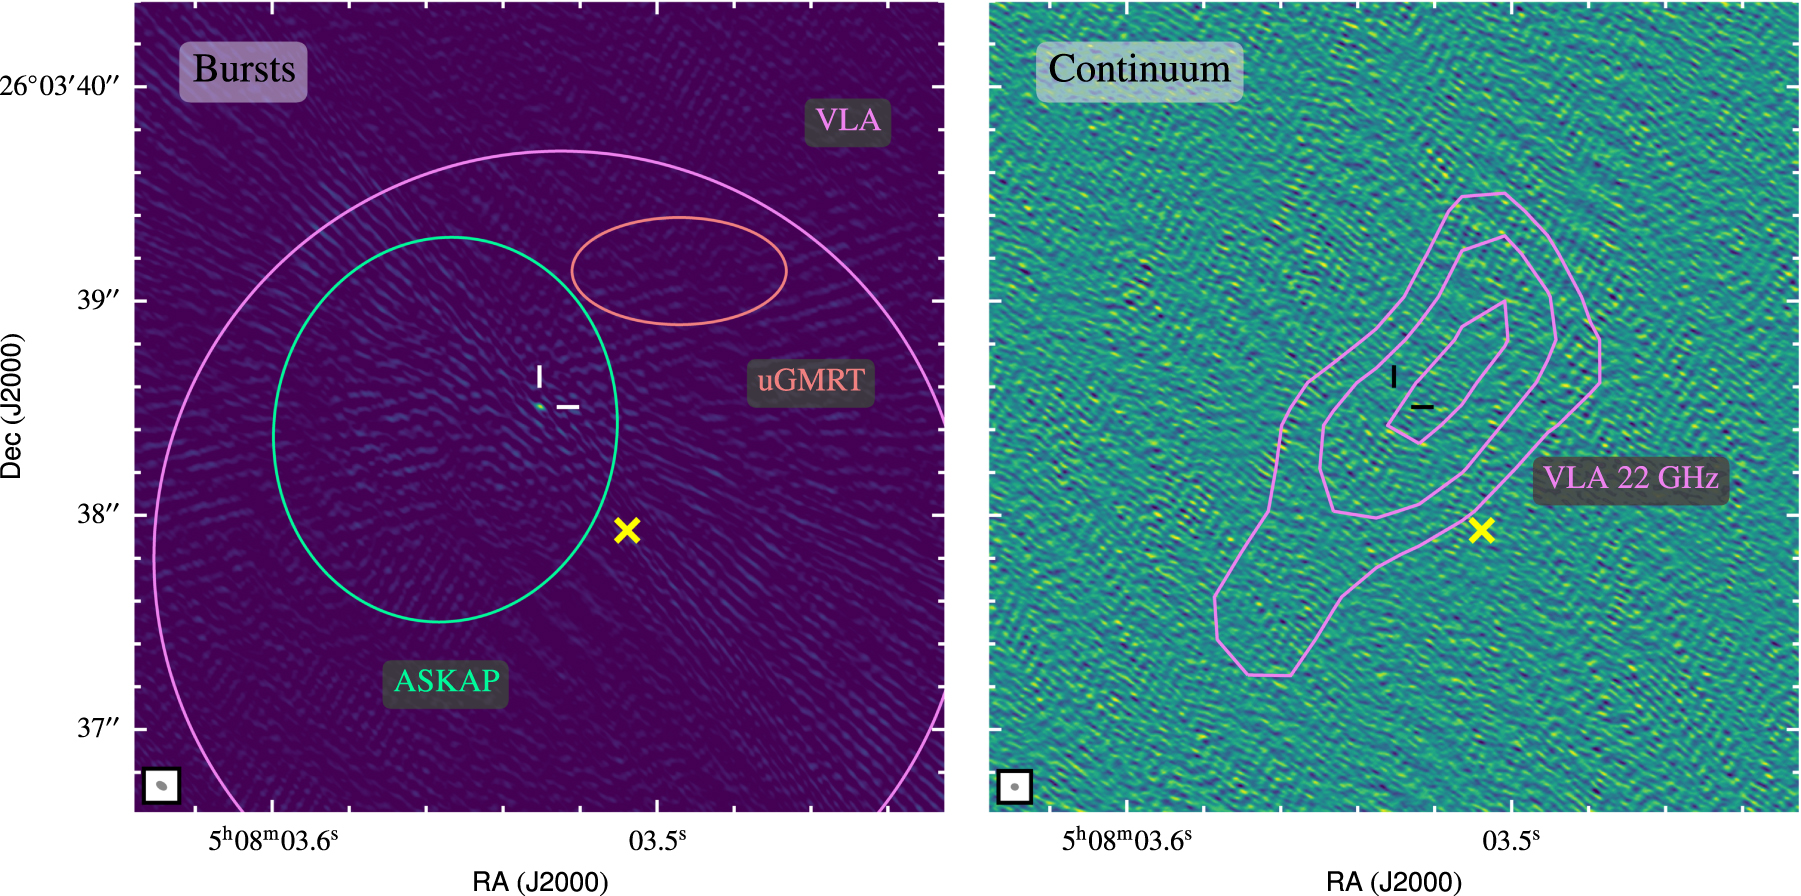 Bursts
Continuum
26°03′40″
VLA
39″
uGMRT
Dec (J2000)
38″
VLA 22 GHz
ASKAP
37″
5ʰ08ᵐ03.6ˢ
03.5ˢ
5ʰ08ᵐ03.6ˢ
03.5ˢ
RA (J2000)
RA (J2000)